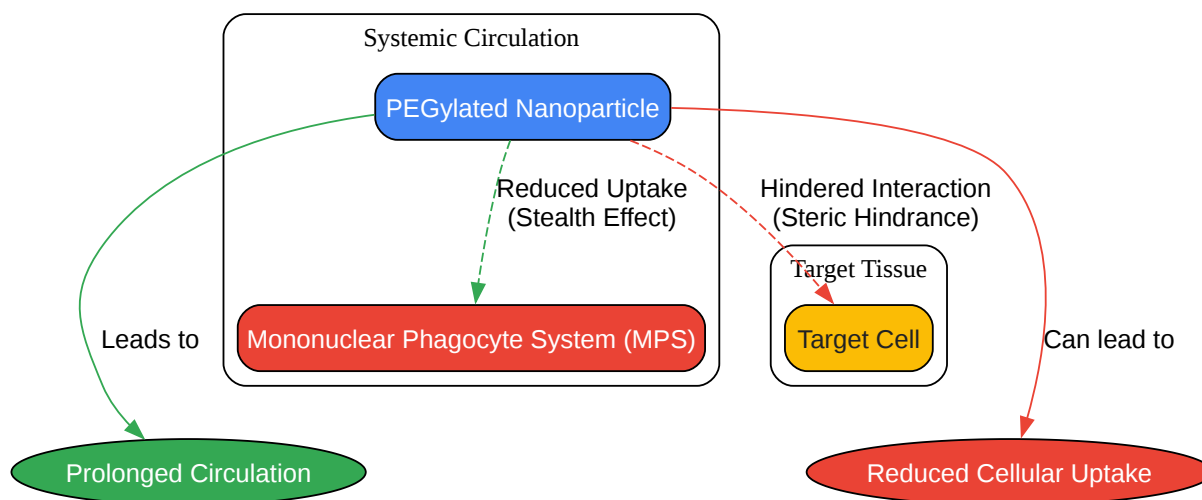 Systemic Circulation
PEGylated Nanoparticle
Reduced Uptake
(Stealth Effect)
Hindered Interaction
(Steric Hindrance)
Target Tissue
Leads to
Mononuclear Phagocyte System (MPS)
Target Cell
Can lead to
Prolonged Circulation
Reduced Cellular Uptake